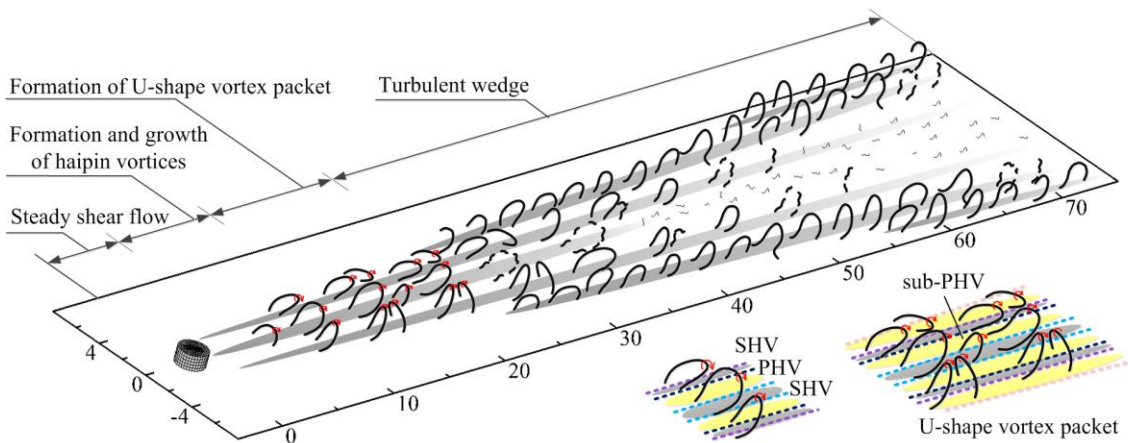 Formation of U-shape vortex packet
Turbulent wedge
Formation and growth
of haipin vortices
Steady shear flow
4
0
-4
0
10
20
30
40
50
60
70
sub-PHV
SHV
PHV
SHV
U-shape vortex packet